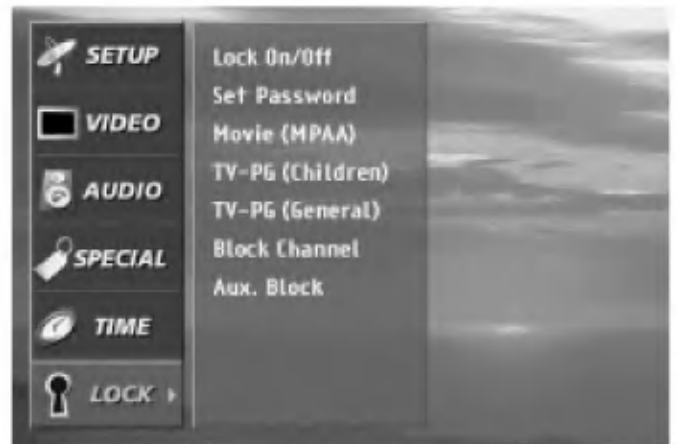 SETUP
VIDEO
AUDIO
SPECIAL
TIME
LOCK
Lock On/Off
Set Password
Movie (MPAA)
TV-PG (Children)
TV-PG (General)
Block Channel
Aux. Block